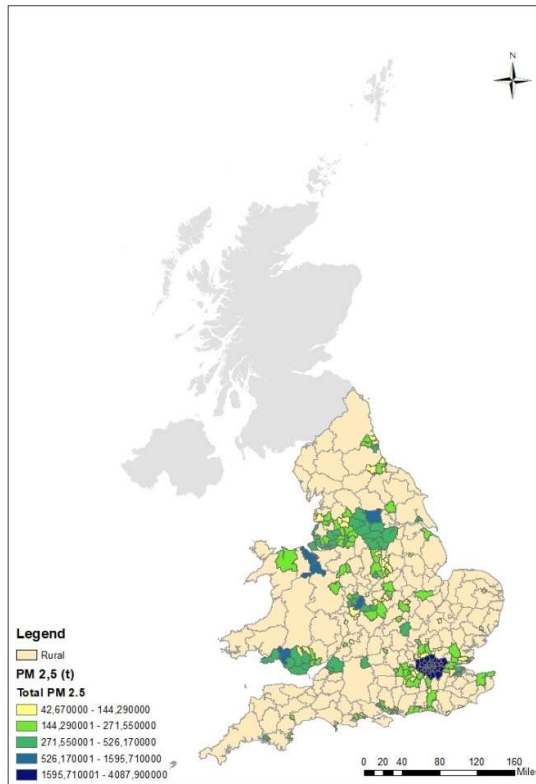 N
Legend
Rural
PM 2,5 (t)
Total PM 2.5
42,670000 - 144,290000
144,290001 - 271,550000
271,550001 - 526,170000
526,170001 - 1595,710000
1595,710001 - 4087,900000
0 20 40 80 120 160
Miles